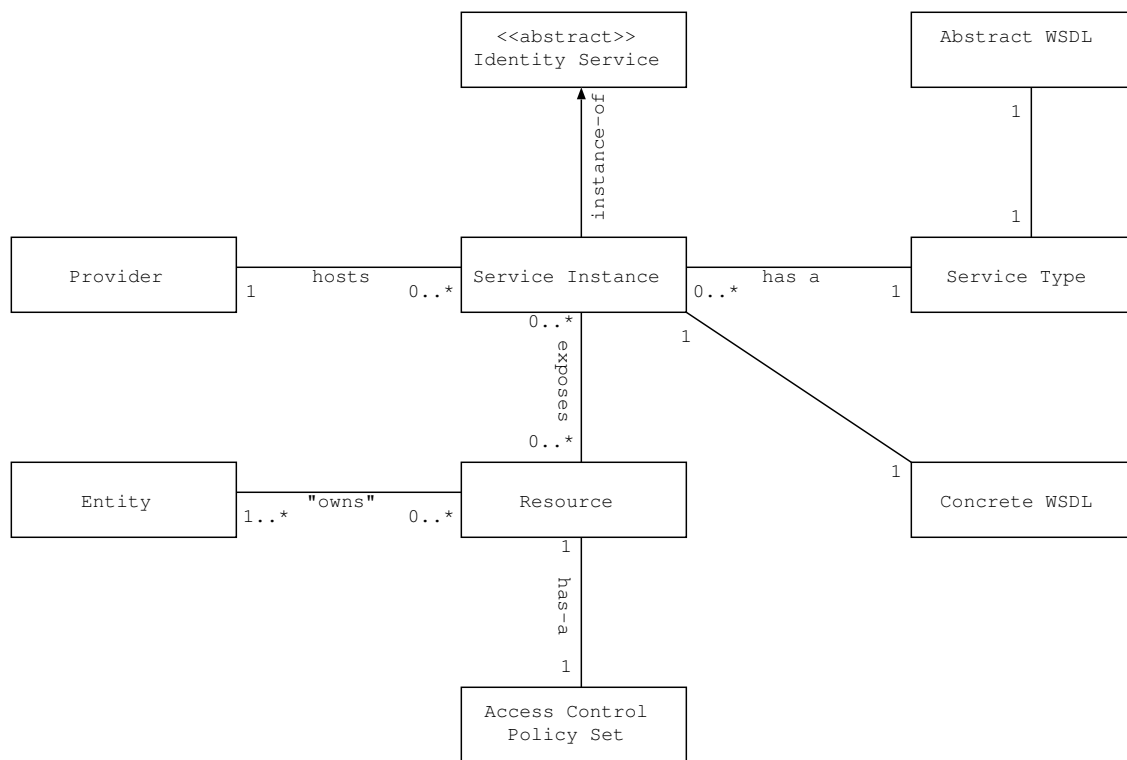 <<abstract>>
Identity Service
Abstract WSDL
instance-of
1
1
Provider
hosts
1
0..*
Service Instance
has a
0..*
1
Service Type
0..*
exposes
0..*
1
1
Concrete WSDL
Entity
"owns"
1..*
0..*
Resource
1
has-a
1
Access Control
Policy Set